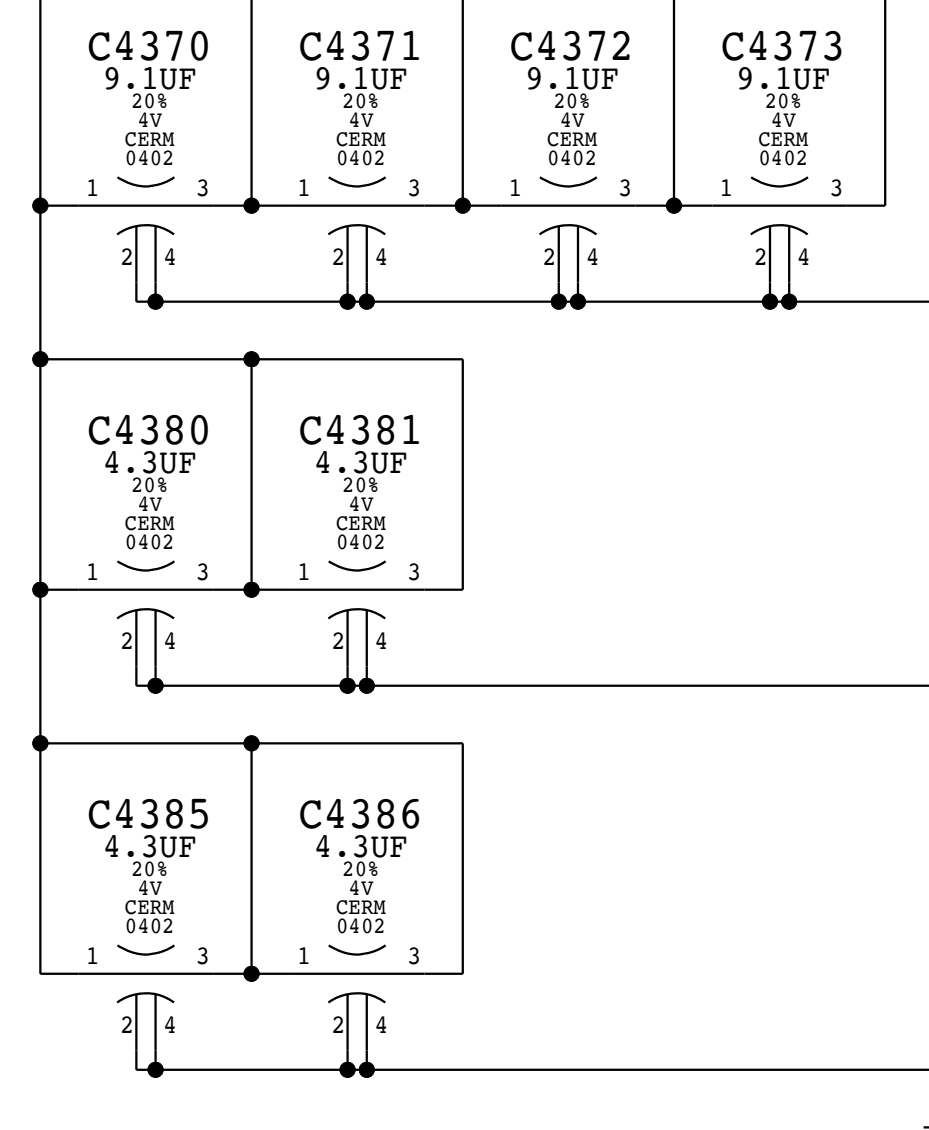 C4370 C4371 C4372 C4373
9.1UF 9.1UF 9.1UF 9.1UF
20% 20% 20% 20%
4V 4V 4V 4V
CERM CERM CERM CERM
0402 0402 0402 0402
1 3 1 3 1 3 1 3
2 4 2 4 2 4 2 4
C4380 C4381
4.3UF 4.3UF
20% 20%
4V 4V
CERM CERM
0402 0402
1 3 1 3
2 4 2 4
C4385 C4386
4.3UF 4.3UF
20% 20%
4V 4V
CERM CERM
0402 0402
1 3 1 3
2 4 2 4